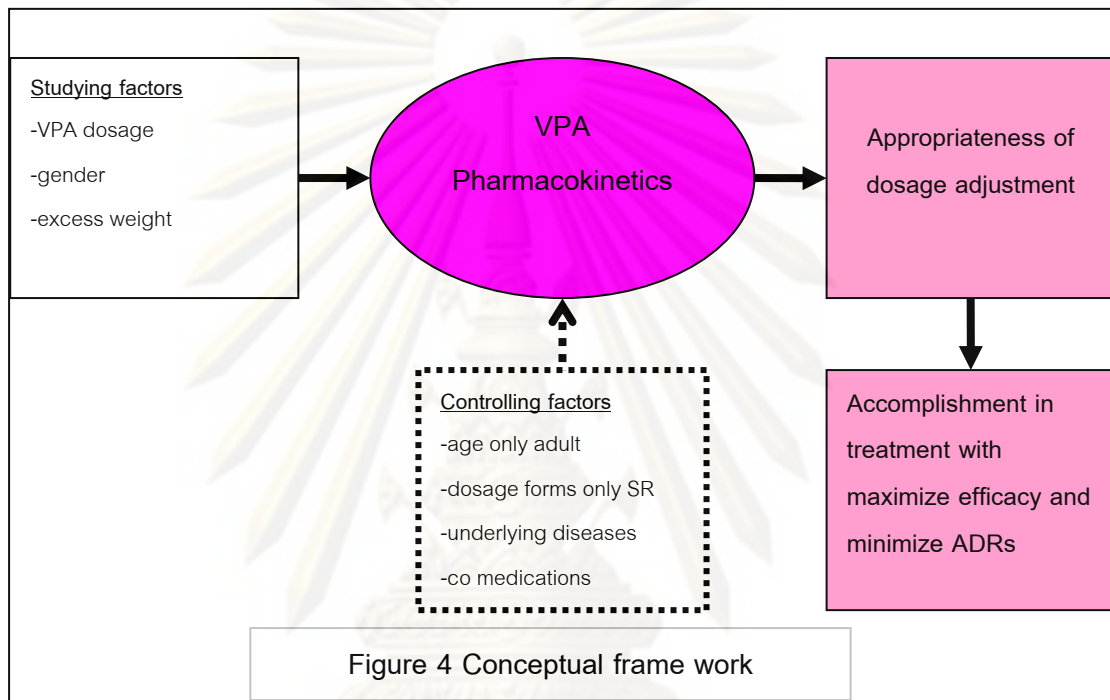 Studying factors
-VPA dosage
-gender
-excess weight
VPA
Pharmacokinetics
Appropriateness of
dosage adjustment
Controlling factors
-age only adult
-dosage forms only SR
-underlying diseases
-co medications
Accomplishment in
treatment with
maximize efficacy and
minimize ADRs
Figure 4 Conceptual frame work